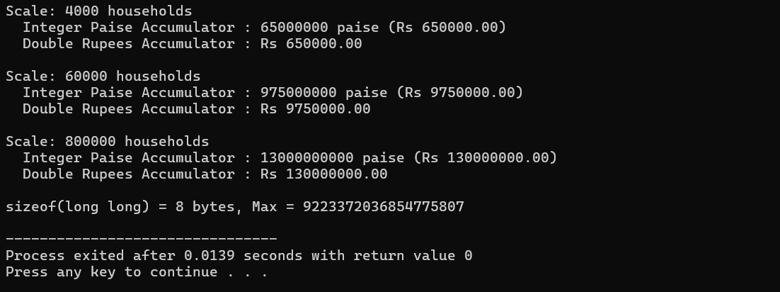 Scale: 4000 households
  Integer Paise Accumulator : 65000000 paise (Rs 650000.00)
  Double Rupees Accumulator : Rs 650000.00

Scale: 60000 households
  Integer Paise Accumulator : 975000000 paise (Rs 9750000.00)
  Double Rupees Accumulator : Rs 9750000.00

Scale: 800000 households
  Integer Paise Accumulator : 13000000000 paise (Rs 130000000.00)
  Double Rupees Accumulator : Rs 130000000.00

sizeof(long long) = 8 bytes, Max = 9223372036854775807

--------------------------------
Process exited after 0.0139 seconds with return value 0
Press any key to continue . . .